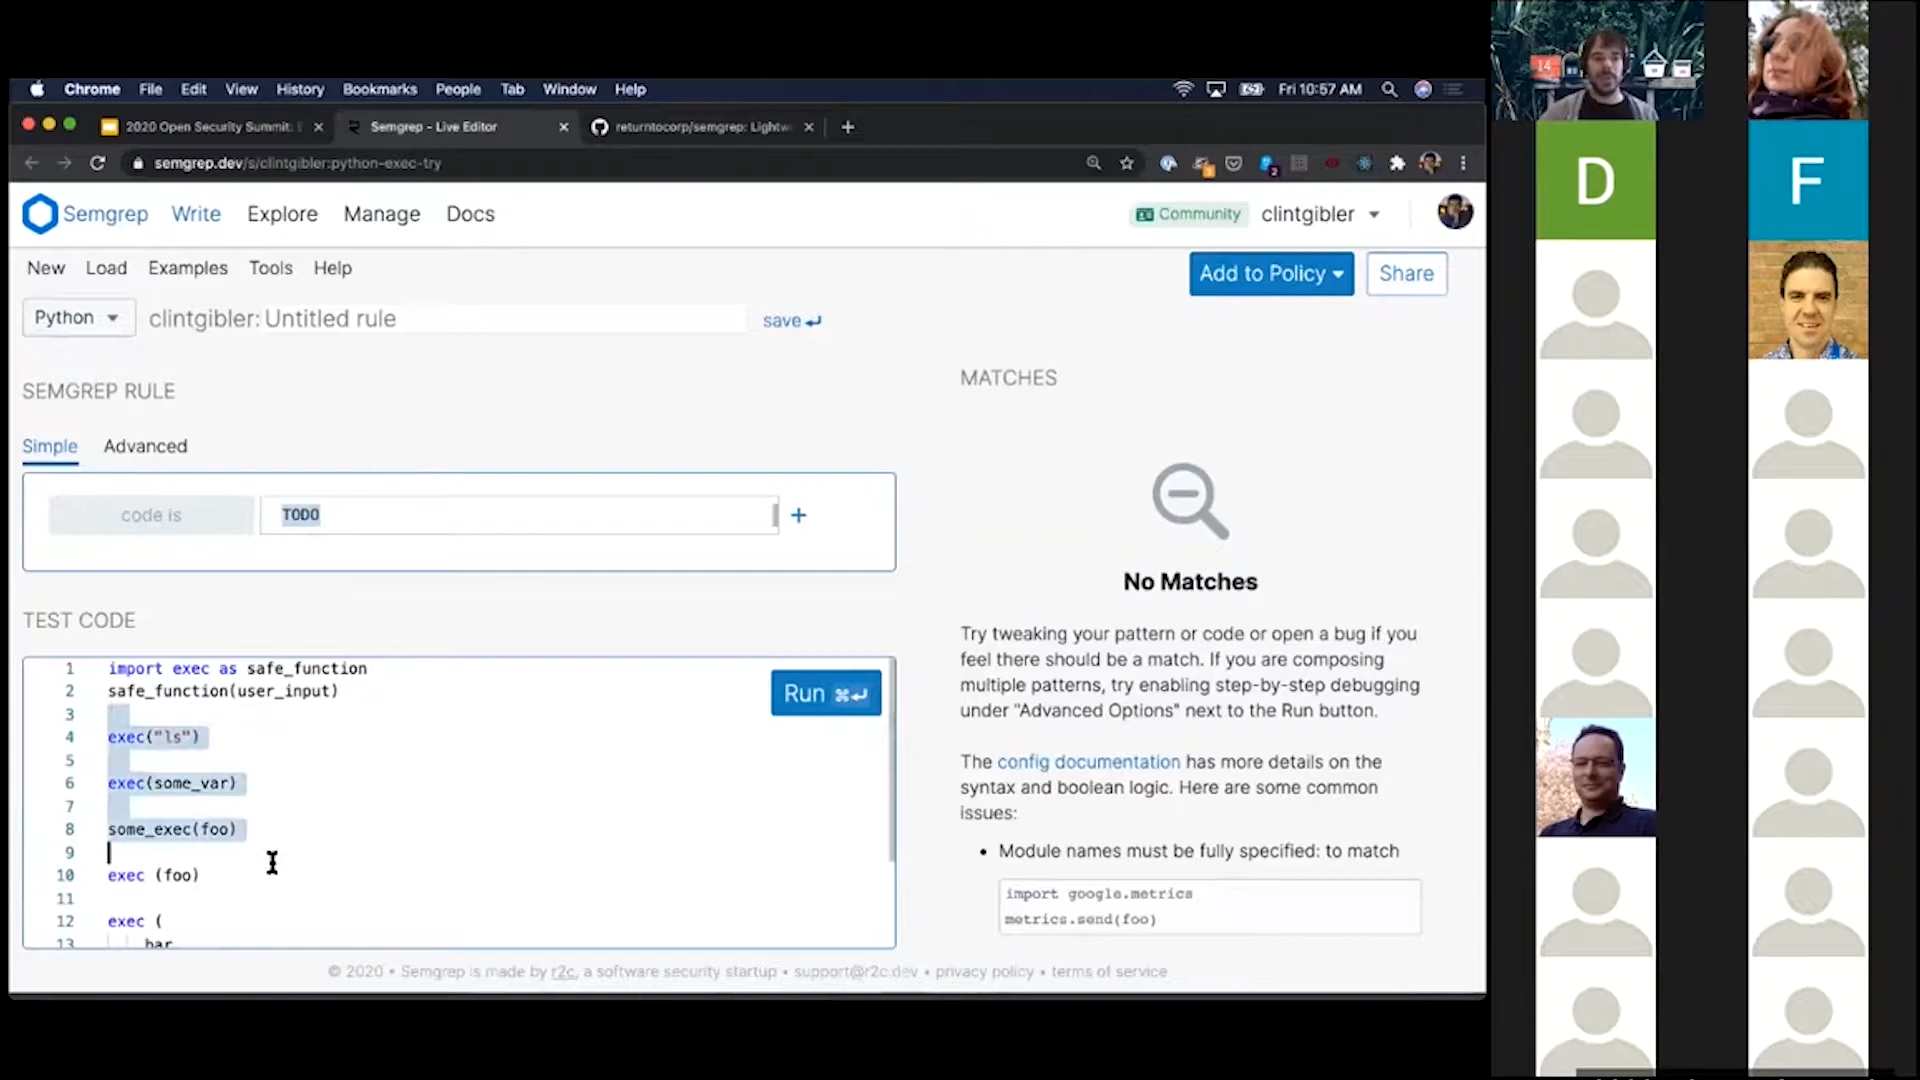 Chrome File Edit View History Bookmarks People Tab Window Help Fri 10:57 AM
2020 Open Security Summit: E
Semgrep - Live Editor
returntocorp/semgrep: Lightw
semgrep.dev/s/clintgibler:python-exec-try
Semgrep Write Explore Manage Docs
Community clintgibler
New Load Examples Tools Help
Add to Policy Share
Python clintgibler: Untitled rule save
SEMGREP RULE
Simple Advanced
code is TODO +
TEST CODE
1 import exec as safe_function
2 safe_function(user_input)
3
4 exec("ls")
5
6 exec(some_var)
7
8 some_exec(foo)
9
10 exec (foo)
11
12 exec (
13 bar
Run ⌘↵
MATCHES
No Matches
Try tweaking your pattern or code or open a bug if you
feel there should be a match. If you are composing
multiple patterns, try enabling step-by-step debugging
under "Advanced Options" next to the Run button.
The config documentation has more details on the
syntax and boolean logic. Here are some common
issues:
• Module names must be fully specified: to match
import google.metrics
metrics.send(foo)
© 2020 • Semgrep is made by r2c, a software security startup • support@r2c.dev • privacy policy • terms of service
14
D
F